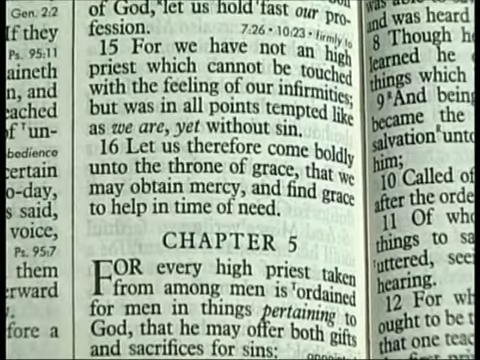 Gen. 2:2
If they
Ps. 95:11
aineth
n, and
eached
of un-
bedience
certain
o-day,
s said,
voice,
Ps. 95:7
them
erward
fore a
of God, let us hold fast our pro-
fession.
7:26 • 10:23 • firmly to
15 For we have not an high
priest which cannot be touched
with the feeling of our infirmities;
but was in all points tempted like
as we are, yet without sin.
16 Let us therefore come boldly
unto the throne of grace, that we
may obtain mercy, and find grace
to help in time of need.
CHAPTER 5
FOR every high priest taken
from among men is ordained
for men in things pertaining to
God, that he may offer both gifts
and sacrifices for sins:
and was heard
8 Though he
learned he
things which
9 And being
became the
salvation unto
him;
10 Called of
after the orde
11 Of who
things to sa
uttered, see
hearing.
12 For wh
ought to be t
that one teac